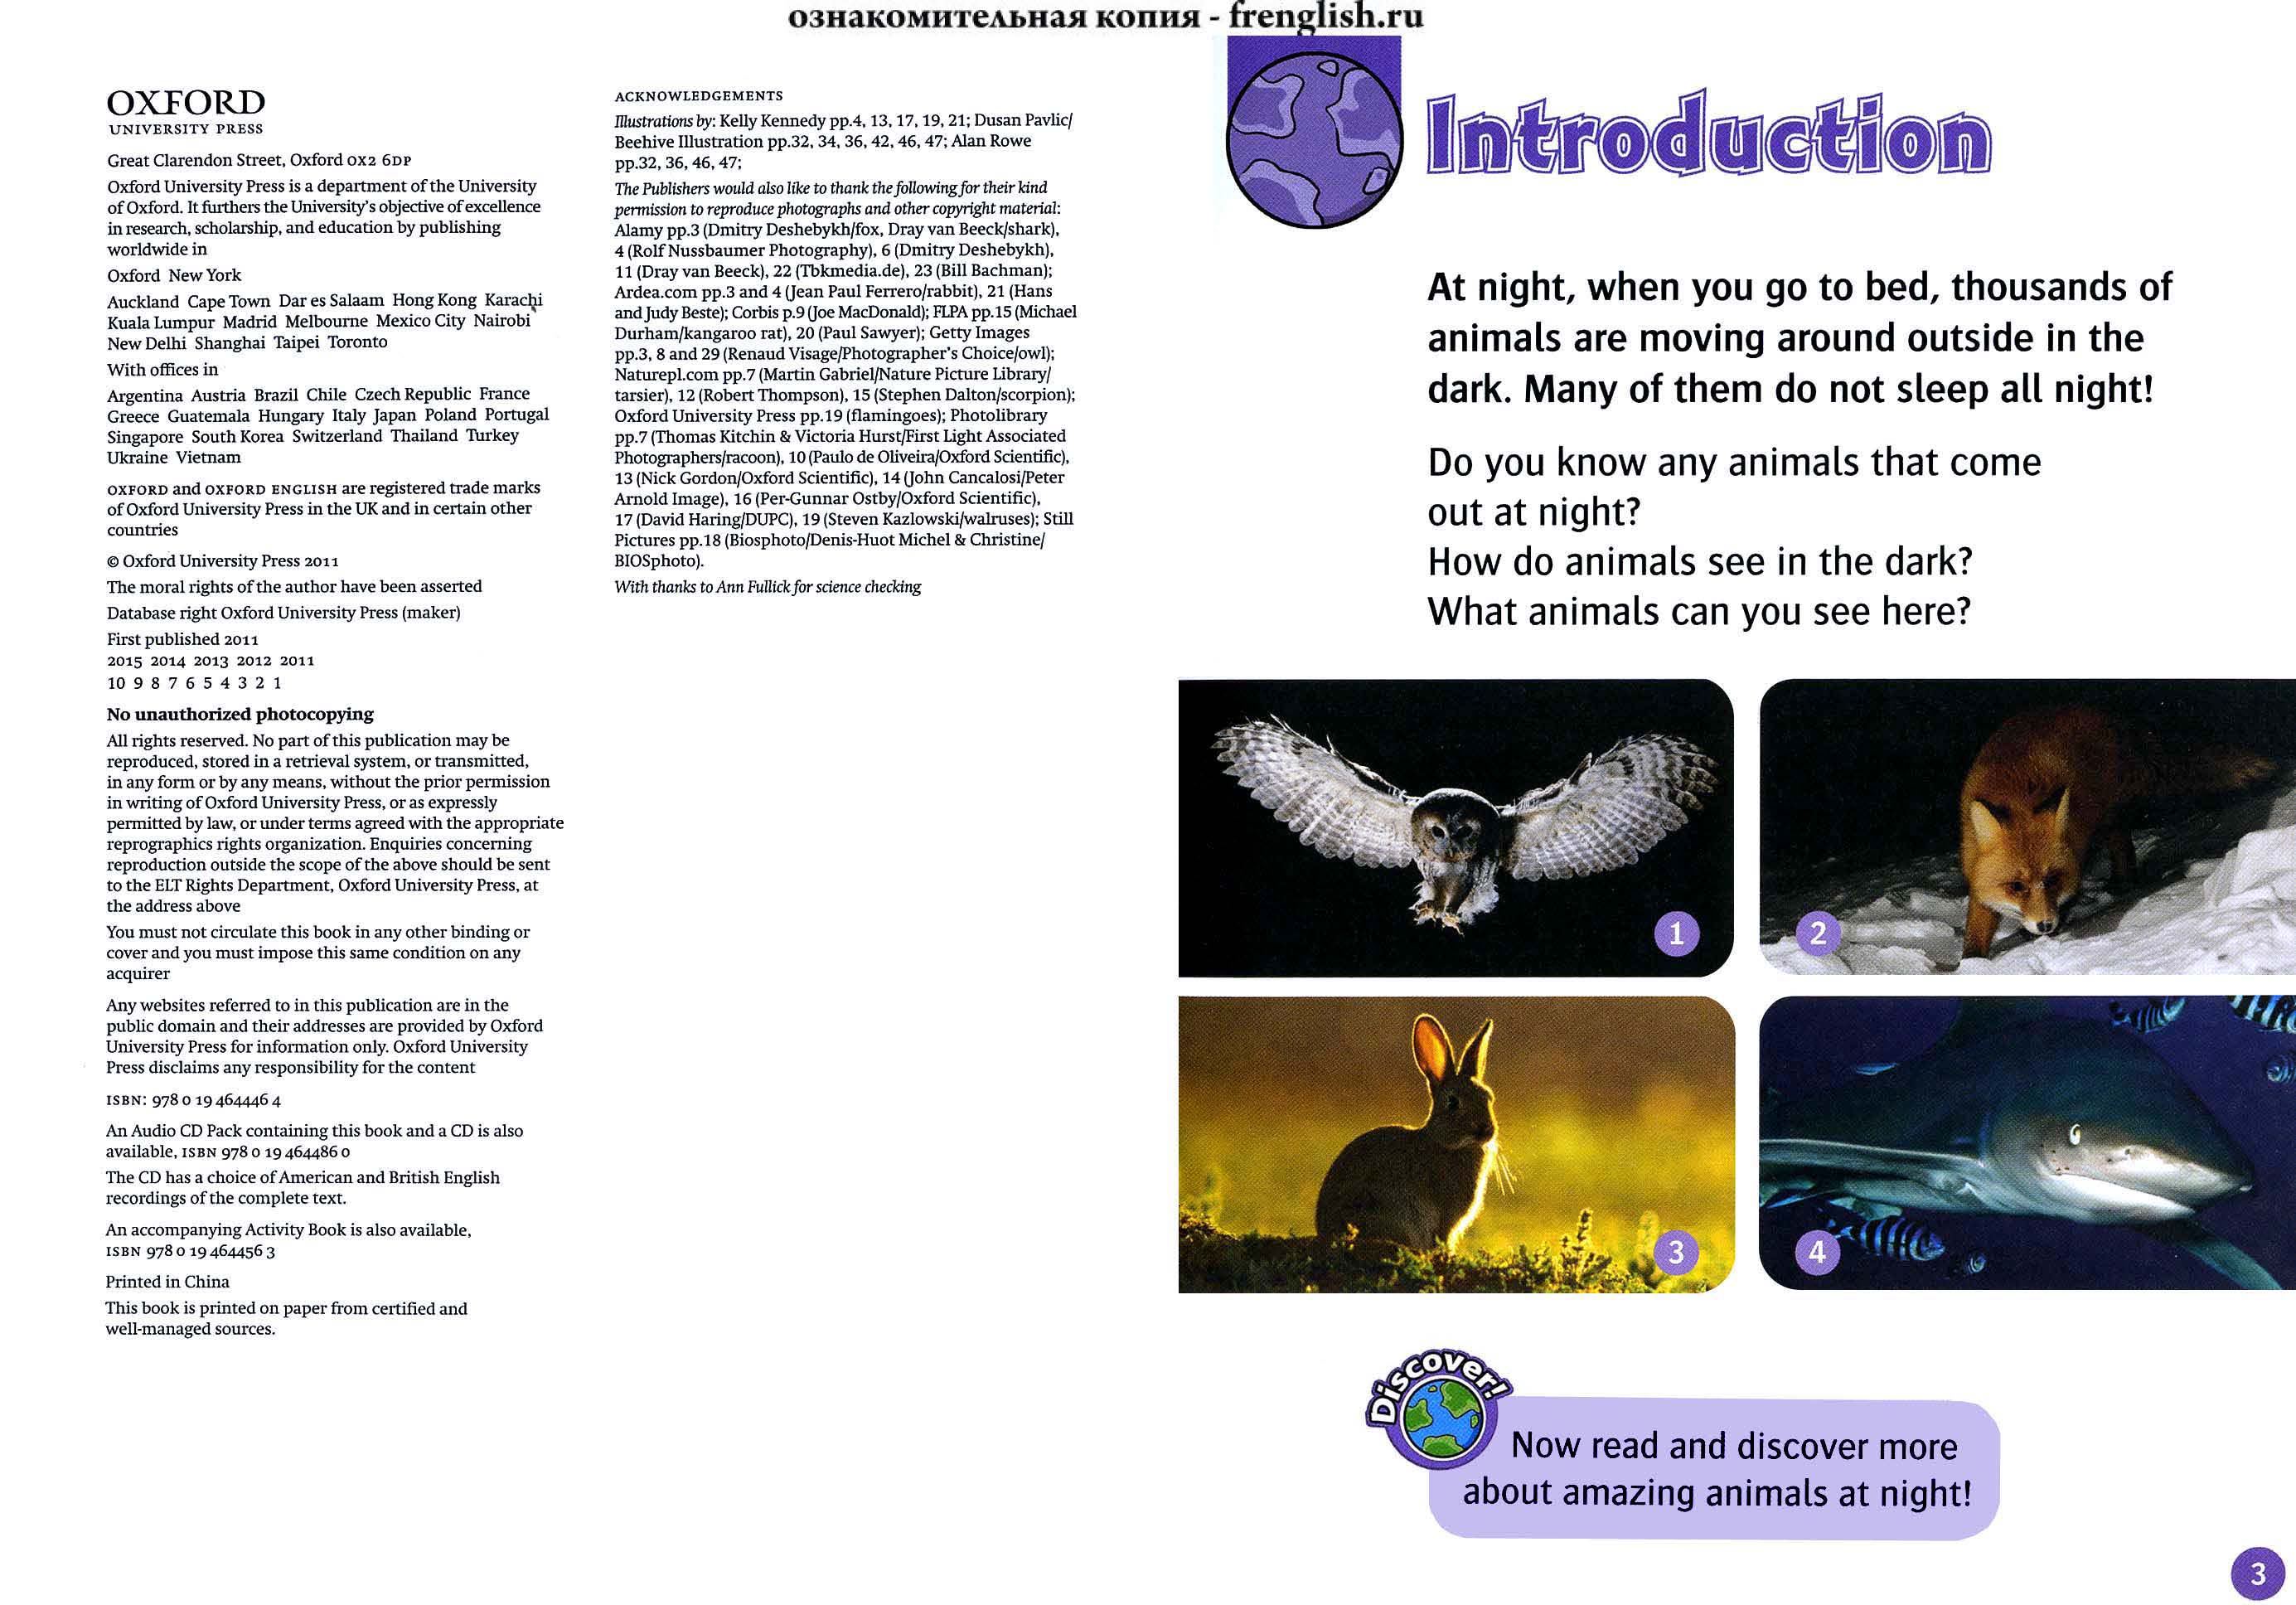 ознакомительная копия - frenglish.ru
OXFORD
UNIVERSITY PRESS
Great Clarendon Street, Oxford OX2 6DP
Oxford University Press is a department of the University
of Oxford. It furthers the University's objective of excellence
in research, scholarship, and education by publishing
worldwide in
Oxford New York
Auckland Cape Town Dar es Salaam Hong Kong Karachi
Kuala Lumpur Madrid Melbourne Mexico City Nairobi
New Delhi Shanghai Taipei Toronto
With offices in
Argentina Austria Brazil Chile Czech Republic France
Greece Guatemala Hungary Italy Japan Poland Portugal
Singapore South Korea Switzerland Thailand Turkey
Ukraine Vietnam
OXFORD and OXFORD ENGLISH are registered trade marks
of Oxford University Press in the UK and in certain other
countries
© Oxford University Press 2011
The moral rights of the author have been asserted
Database right Oxford University Press (maker)
First published 2011
2015 2014 2013 2012 2011
10 9 8 7 6 5 4 3 2 1
No unauthorized photocopying
All rights reserved. No part of this publication may be
reproduced, stored in a retrieval system, or transmitted,
in any form or by any means, without the prior permission
in writing of Oxford University Press, or as expressly
permitted by law, or under terms agreed with the appropriate
reprographics rights organization. Enquiries concerning
reproduction outside the scope of the above should be sent
to the ELT Rights Department, Oxford University Press, at
the address above
You must not circulate this book in any other binding or
cover and you must impose this same condition on any
acquirer
Any websites referred to in this publication are in the
public domain and their addresses are provided by Oxford
University Press for information only. Oxford University
Press disclaims any responsibility for the content
ISBN: 978 0 19 464446 4
An Audio CD Pack containing this book and a CD is also
available, ISBN 978 0 19 464486 0
The CD has a choice of American and British English
recordings of the complete text.
An accompanying Activity Book is also available,
ISBN 978 0 19 464456 3
Printed in China
This book is printed on paper from certified and
well-managed sources.
ACKNOWLEDGEMENTS
Illustrations by: Kelly Kennedy pp.4, 13, 17, 19, 21; Dusan Pavlic/
Beehive Illustration pp.32, 34, 36, 42, 46, 47; Alan Rowe
pp.32, 36, 46, 47;
The Publishers would also like to thank the following for their kind
permission to reproduce photographs and other copyright material:
Alamy pp.3 (Dmitry Deshebykh/fox, Dray van Beeck/shark),
4 (Rolf Nussbaumer Photography), 6 (Dmitry Deshebykh),
11 (Dray van Beeck), 22 (Tbkmedia.de), 23 (Bill Bachman);
Ardea.com pp.3 and 4 (Jean Paul Ferrero/rabbit), 21 (Hans
and Judy Beste); Corbis p.9 (Joe MacDonald); FLPA pp.15 (Michael
Durham/kangaroo rat), 20 (Paul Sawyer); Getty Images
pp.3, 8 and 29 (Renaud Visage/Photographer's Choice/owl);
Naturepl.com pp.7 (Martin Gabriel/Nature Picture Library/
tarsier), 12 (Robert Thompson), 15 (Stephen Dalton/scorpion);
Oxford University Press pp.19 (flamingoes); Photolibrary
pp.7 (Thomas Kitchin & Victoria Hurst/First Light Associated
Photographers/racoon), 10 (Paulo de Oliveira/Oxford Scientific),
13 (Nick Gordon/Oxford Scientific), 14 (John Cancalosi/Peter
Arnold Image), 16 (Per-Gunnar Ostby/Oxford Scientific),
17 (David Haring/DUPC), 19 (Steven Kazlowski/walruses); Still
Pictures pp.18 (Biosphoto/Denis-Huot Michel & Christine/
BIOSphoto).
With thanks to Ann Fullick for science checking
Introduction
At night, when you go to bed, thousands of
animals are moving around outside in the
dark. Many of them do not sleep all night!
Do you know any animals that come
out at night?
How do animals see in the dark?
What animals can you see here?
1
2
3
4
Discover!
Now read and discover more
about amazing animals at night!
3